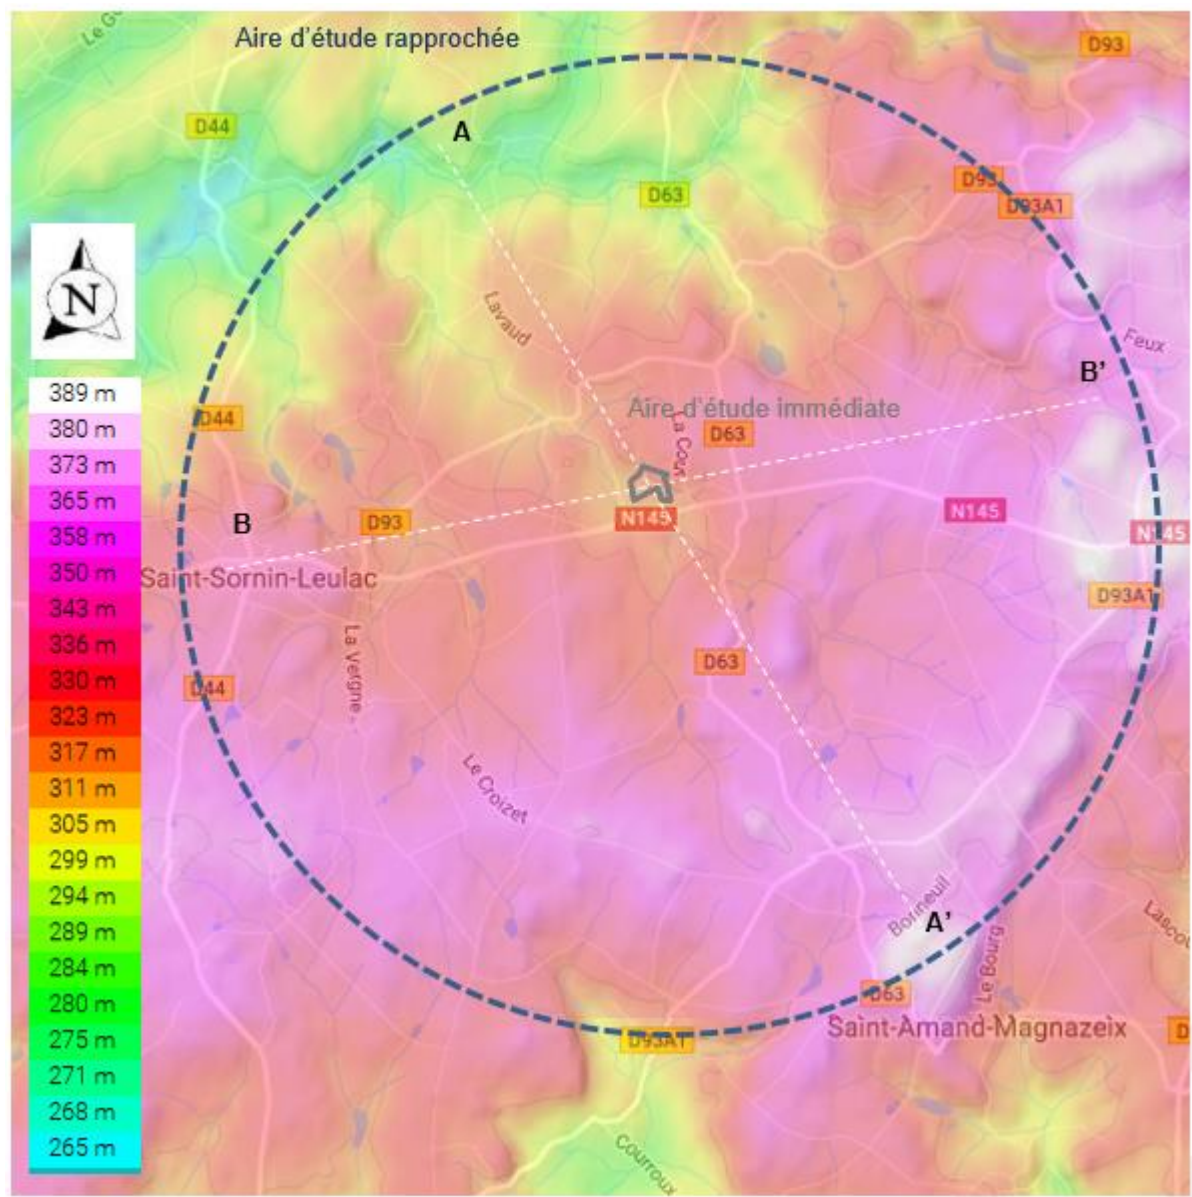 Le G
Aire d'étude rapprochée
D93
D44
A
D93
D63
D93A1
N
Lavaud
Feux
B'
389 m
Aire d'étude immédiate
380 m
D44
La Cour
D63
373 m
365 m
B
D93
N145
N145
N145
358 m
350 m
Saint-Sornin-Leulac
D93A1
343 m
336 m
La Vergne
D63
330 m
D44
323 m
317 m
Le Croizet
311 m
305 m
299 m
294 m
Borineuil
A'
Lascou
289 m
Le Bourg
284 m
D63
280 m
Saint-Amand-Magnazeix
D
275 m
D93A1
271 m
268 m
265 m
Courroux